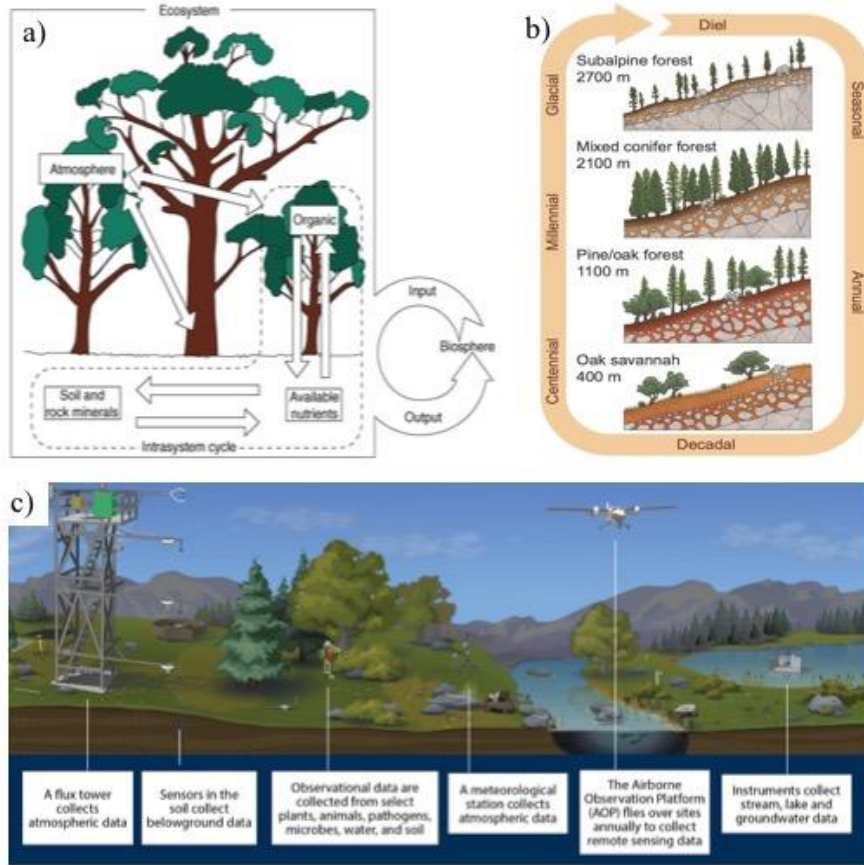 a)
Ecosystem
Atmosphere
Organic
Input
Biosphere
Output
Soil and
rock minerals
Available
nutrients
Intrasystem cycle
b)
Diel
Seasonal
Annual
Decadal
Centennial
Millennial
Glacial
Subalpine forest
2700 m
Mixed conifer forest
2100 m
Pine/oak forest
1100 m
Oak savannah
400 m
c)
A flux tower
collects
atmospheric data
Sensors in the
soil collect
belowground data
Observational data are
collected from select
plants, animals, pathogens,
microbes, water, and soil
A meteorological
station collects
atmospheric data
The Airborne
Observation Platform
(AOP) flies over sites
annually to collect
remote sensing data
Instruments collect
stream, lake and
groundwater data